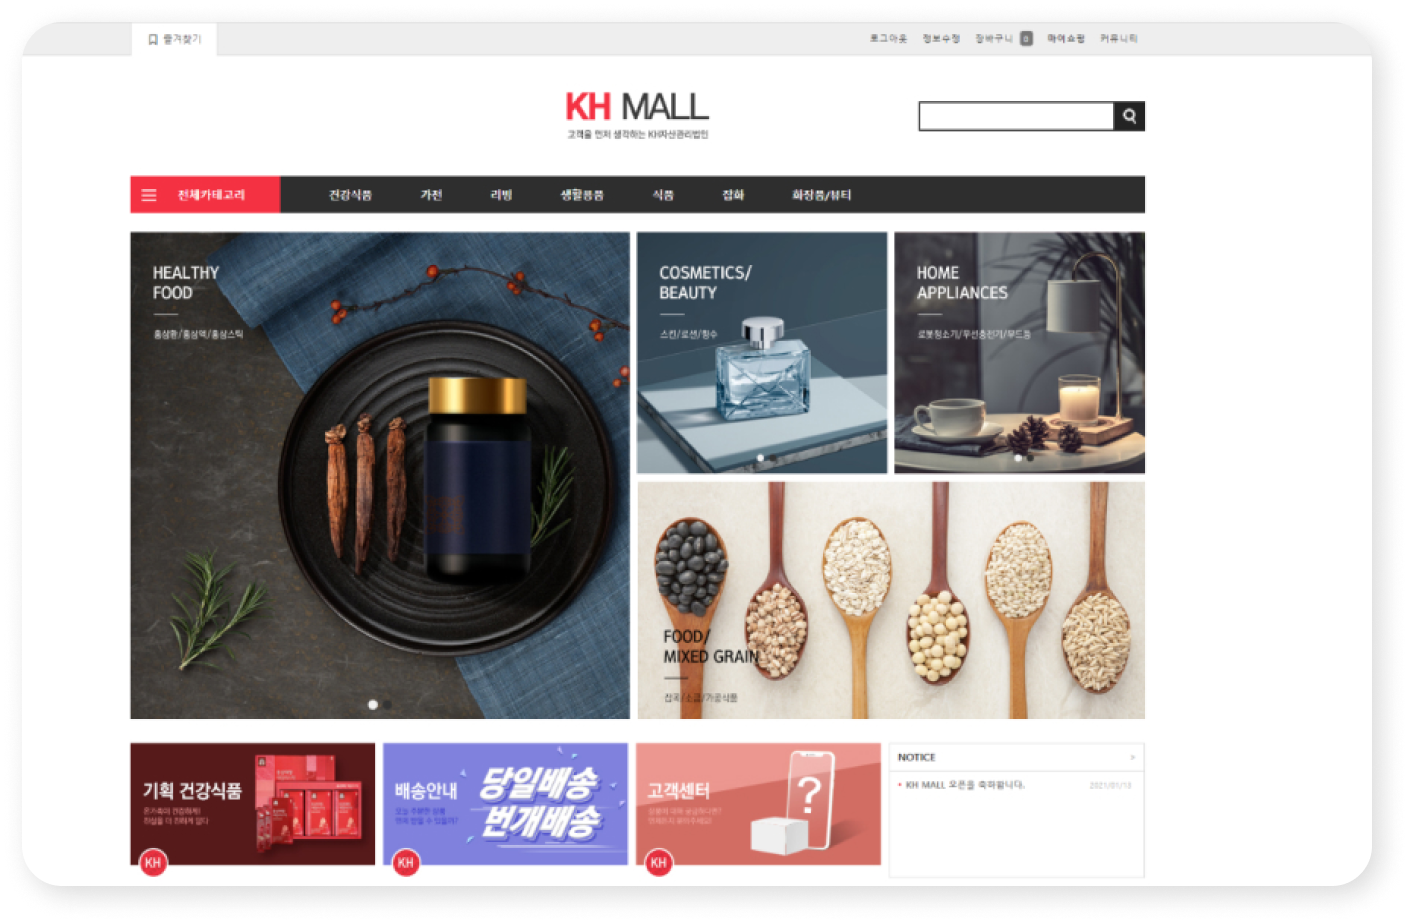 즐겨찾기
로그아웃 정보수정 장바구니 0 마이쇼핑 커뮤니티
KH MALL
고객을 먼저 생각하는 KH자산관리법인
전체카테고리 건강식품 가전 리빙 생활용품 식품 잡화 화장품/뷰티
HEALTHY
FOOD
홍삼환/홍삼액/홍삼스틱
COSMETICS/
BEAUTY
스킨/로션/향수
HOME
APPLIANCES
로봇청소기/무선충전기/무드등
FOOD/
MIXED GRAIN
잡곡/소금/가공식품
기획 건강식품
온가족이 건강하게!
배송안내
당일배송
번개배송
KH
고객센터
?
KH
KH
NOTICE >
• KH MALL 오픈을 축하합니다. 2021/01/13